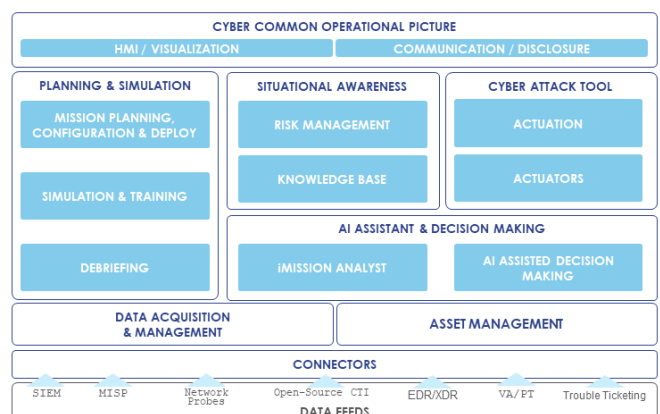 CYBER COMMON OPERATIONAL PICTURE
HMI / VISUALIZATION
COMMUNICATION / DISCLOSURE
PLANNING & SIMULATION
MISSION PLANNING,
CONFIGURATION & DEPLOY
SIMULATION & TRAINING
DEBRIEFING
SITUATIONAL AWARENESS
RISK MANAGEMENT
KNOWLEDGE BASE
CYBER ATTACK TOOL
ACTUATION
ACTUATORS
AI ASSISTANT & DECISION MAKING
iMISSION ANALYST
AI ASSISTED DECISION
MAKING
DATA ACQUISITION
& MANAGEMENT
ASSET MANAGEMENT
CONNECTORS
SIEM
MISP
Network
Probes
Open-Source CTI
EDR/XDR
VA/PT
Trouble Ticketing
DATA FEEDS